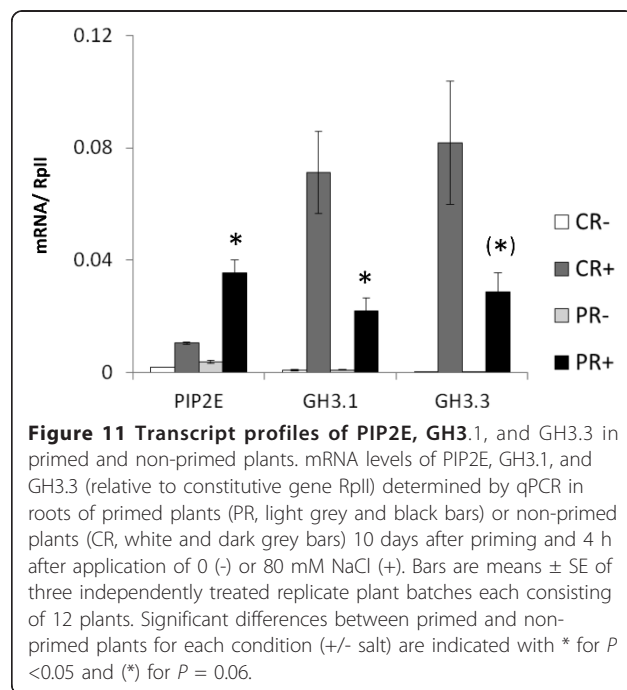 0.12
0.08
0.04
0
mRNA/ RpII
*
*
(*)
CR-
CR+
PR-
PR+
PIP2E GH3.1 GH3.3
Figure 11 Transcript profiles of PIP2E, GH3.1, and GH3.3 in
primed and non-primed plants. mRNA levels of PIP2E, GH3.1, and
GH3.3 (relative to constitutive gene RpII) determined by qPCR in
roots of primed plants (PR, light grey and black bars) or non-primed
plants (CR, white and dark grey bars) 10 days after priming and 4 h
after application of 0 (-) or 80 mM NaCl (+). Bars are means ± SE of
three independently treated replicate plant batches each consisting
of 12 plants. Significant differences between primed and non-
primed plants for each condition (+/- salt) are indicated with * for P
<0.05 and (*) for P = 0.06.